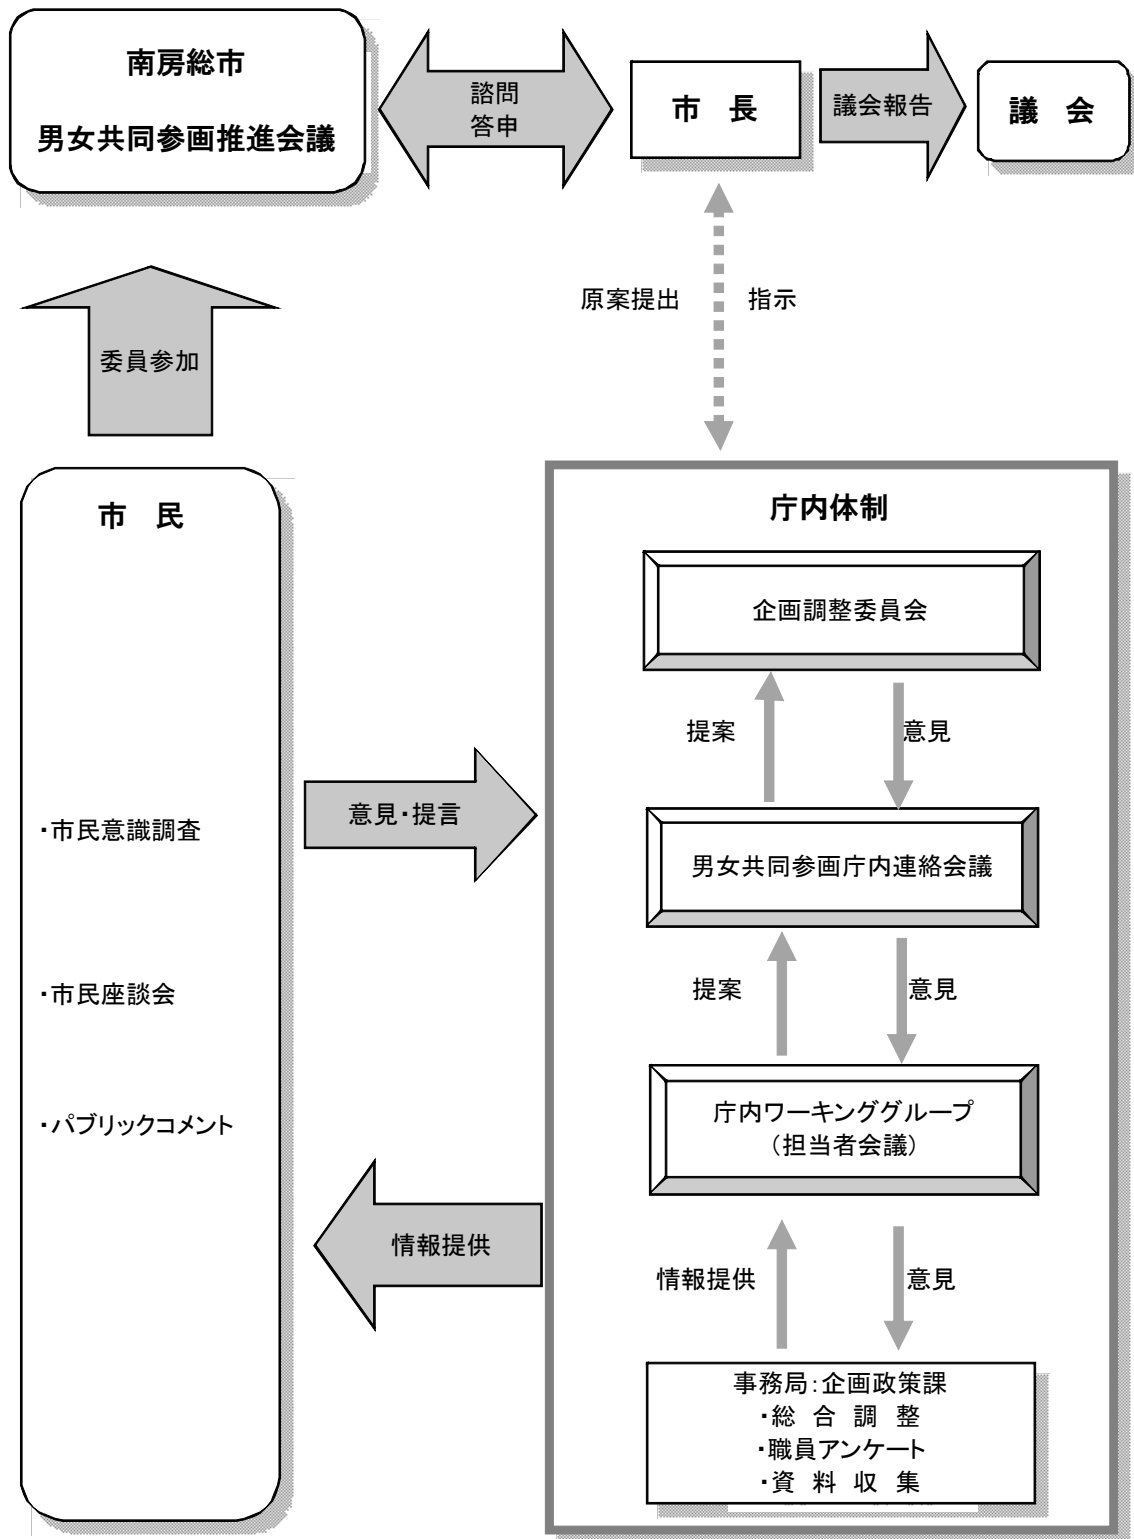 南房総市
男女共同参画推進会議
諮問
答申
市　長
議会報告
議　会
原案提出
指示
委員参加
市　民
・市民意識調査
・市民座談会
・パブリックコメント
意見・提言
情報提供
庁内体制
企画調整委員会
提案
意見
男女共同参画庁内連絡会議
提案
意見
庁内ワーキンググループ
（担当者会議）
情報提供
意見
事務局：企画政策課
・総　合　調　整
・職員アンケート
・資　料　収　集